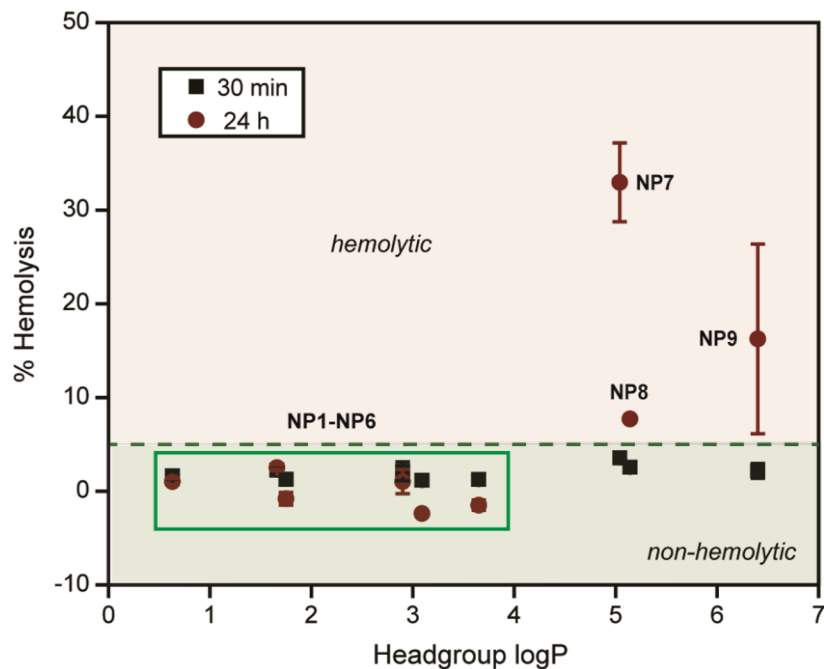 50
40
30
20
10
0
-10
% Hemolysis
30 min
24 h
hemolytic
NP7
NP9
NP8
NP1-NP6
non-hemolytic
0 1 2 3 4 5 6 7
Headgroup logP